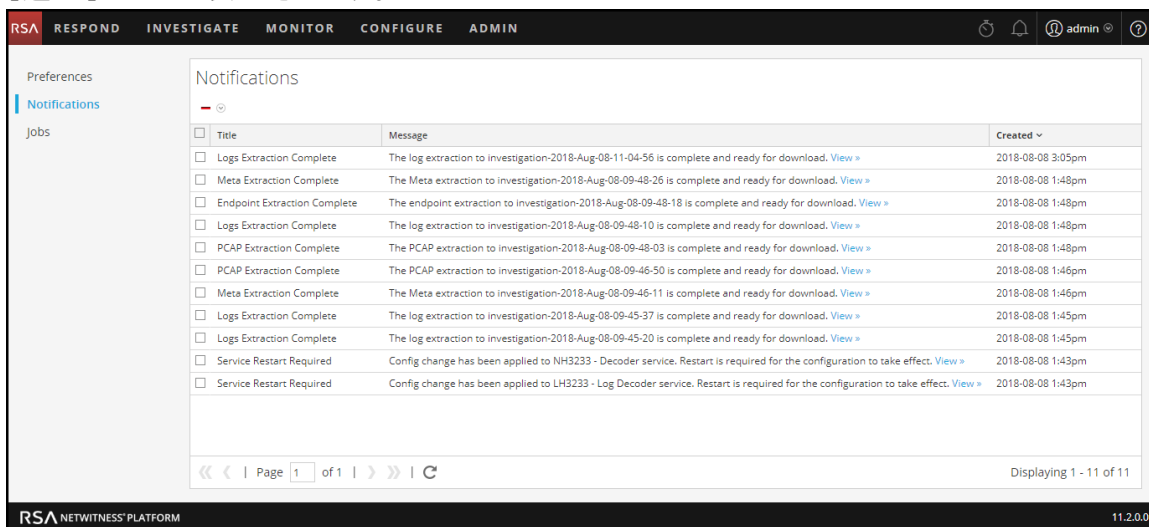 RSA RESPOND INVESTIGATE MONITOR CONFIGURE ADMIN admin ?
Preferences
Notifications
Jobs
Notifications
Title Message Created
Logs Extraction Complete The log extraction to investigation-2018-Aug-08-11-04-56 is complete and ready for download. View » 2018-08-08 3:05pm
Meta Extraction Complete The Meta extraction to investigation-2018-Aug-08-09-48-26 is complete and ready for download. View » 2018-08-08 1:48pm
Endpoint Extraction Complete The endpoint extraction to investigation-2018-Aug-08-09-48-18 is complete and ready for download. View » 2018-08-08 1:48pm
Logs Extraction Complete The log extraction to investigation-2018-Aug-08-09-48-10 is complete and ready for download. View » 2018-08-08 1:48pm
PCAP Extraction Complete The PCAP extraction to investigation-2018-Aug-08-09-48-03 is complete and ready for download. View » 2018-08-08 1:48pm
PCAP Extraction Complete The PCAP extraction to investigation-2018-Aug-08-09-46-50 is complete and ready for download. View » 2018-08-08 1:46pm
Meta Extraction Complete The Meta extraction to investigation-2018-Aug-08-09-46-11 is complete and ready for download. View » 2018-08-08 1:46pm
Logs Extraction Complete The log extraction to investigation-2018-Aug-08-09-45-37 is complete and ready for download. View » 2018-08-08 1:45pm
Logs Extraction Complete The log extraction to investigation-2018-Aug-08-09-45-20 is complete and ready for download. View » 2018-08-08 1:45pm
Service Restart Required Config change has been applied to NH3233 - Decoder service. Restart is required for the configuration to take effect. View » 2018-08-08 1:43pm
Service Restart Required Config change has been applied to LH3233 - Log Decoder service. Restart is required for the configuration to take effect. View » 2018-08-08 1:43pm
Page 1 of 1 Displaying 1 - 11 of 11
RSA NETWITNESS® PLATFORM 11.2.0.0